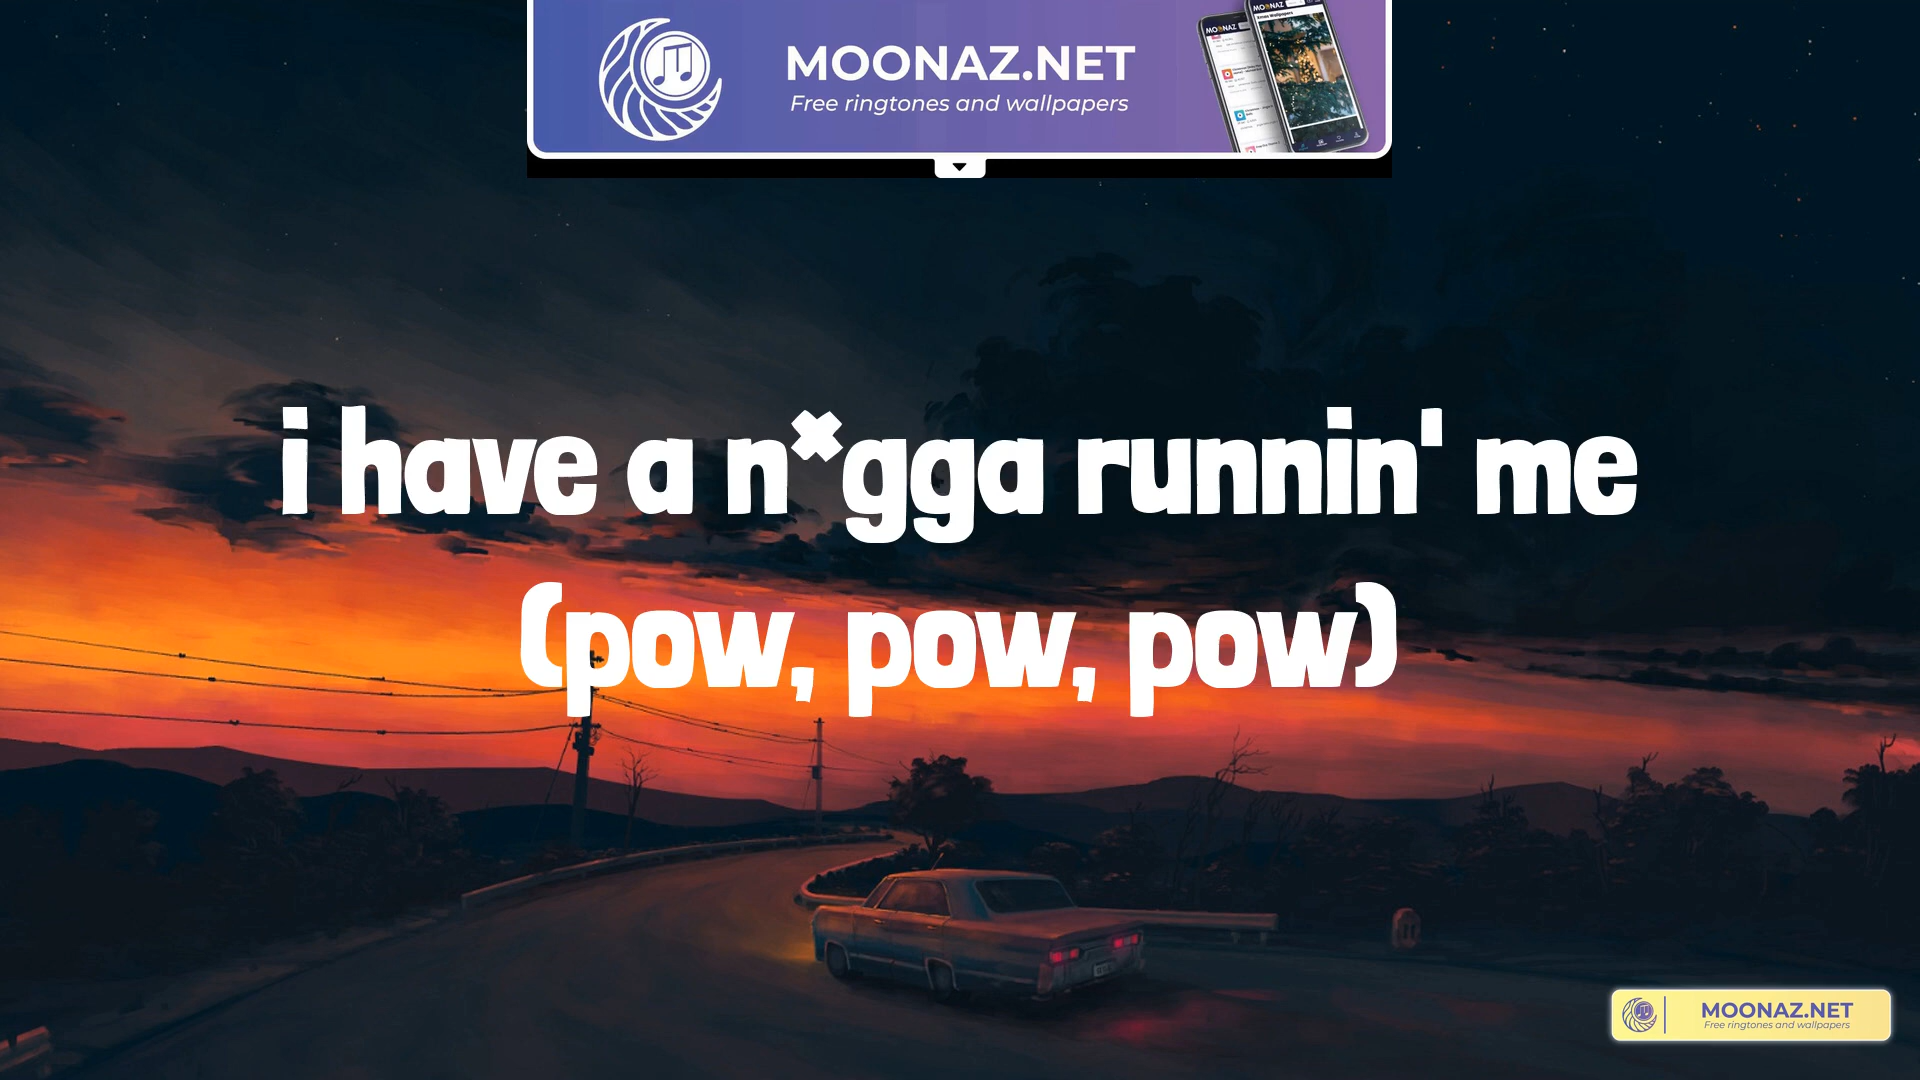 MOONAZ.NET
Free ringtones and wallpapers
i have a n*gga runnin' me
(pow, pow, pow)
MOONAZ.NET
Free ringtones and wallpapers